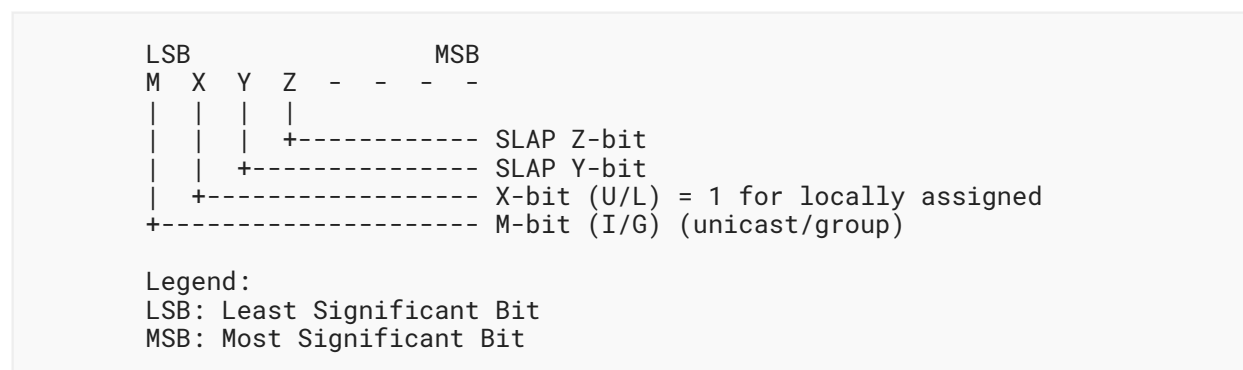 LSB                   MSB
M  X  Y  Z  -  -  -  -
|  |  |  |
|  |  |  +------------ SLAP Z-bit
|  |  +--------------- SLAP Y-bit
|  +------------------ X-bit (U/L) = 1 for locally assigned
+--------------------- M-bit (I/G) (unicast/group)
Legend:
LSB: Least Significant Bit
MSB: Most Significant Bit